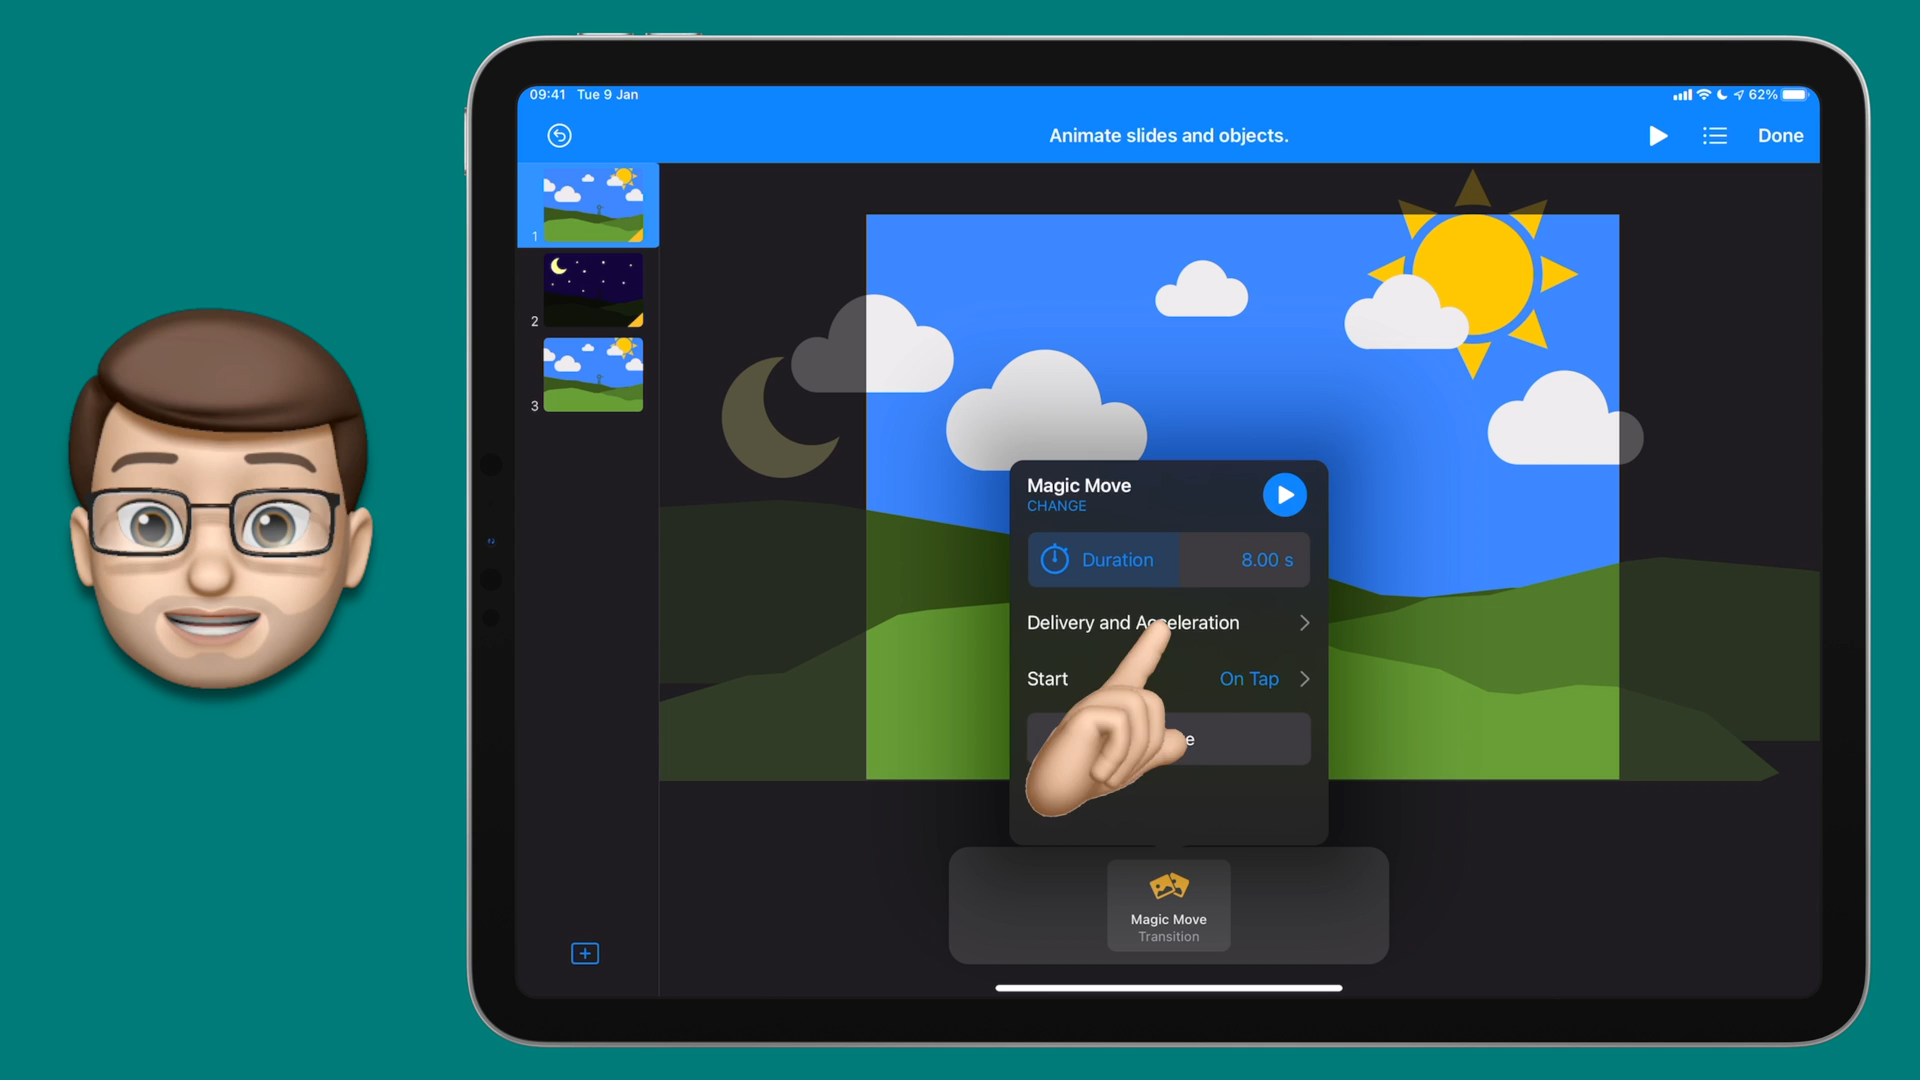 09:41 Tue 9 Jan
62%
Animate slides and objects.
Done
1
2
3
Magic Move
CHANGE
Duration 8.00 s
Delivery and Acceleration
Start On Tap
Magic Move
Transition